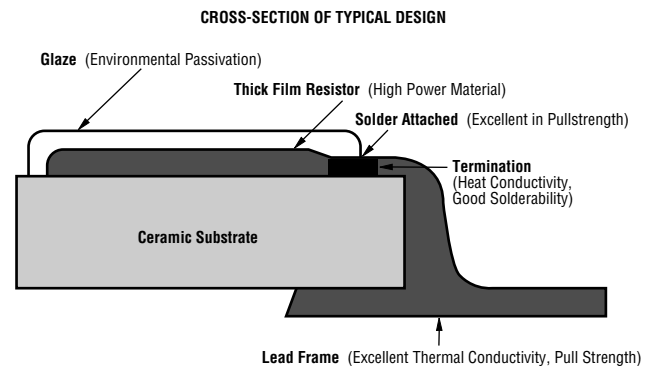 CROSS-SECTION OF TYPICAL DESIGN
Glaze (Environmental Passivation)
Thick Film Resistor (High Power Material)
Solder Attached (Excellent in Pullstrength)
Termination
(Heat Conductivity,
Good Solderability)
Ceramic Substrate
Lead Frame (Excellent Thermal Conductivity, Pull Strength)